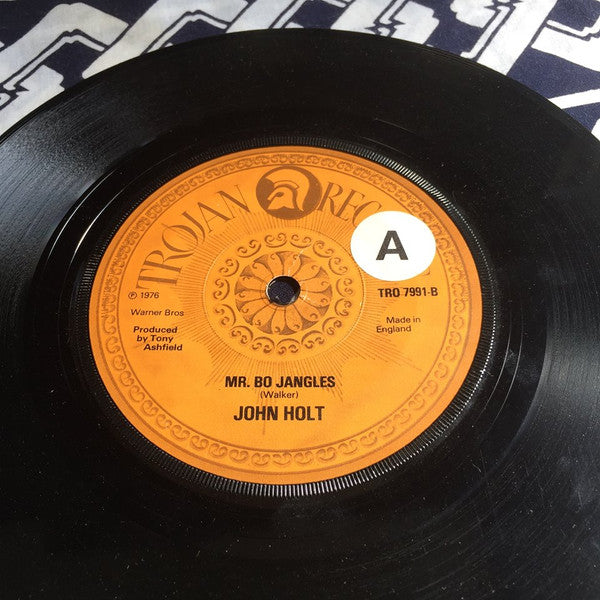 TROJAN REC
A
TRO 7991-B
℗ 1976
Warner Bros
Produced
by Tony
Ashfield
Made in
England
MR. BO JANGLES
(Walker)
JOHN HOLT